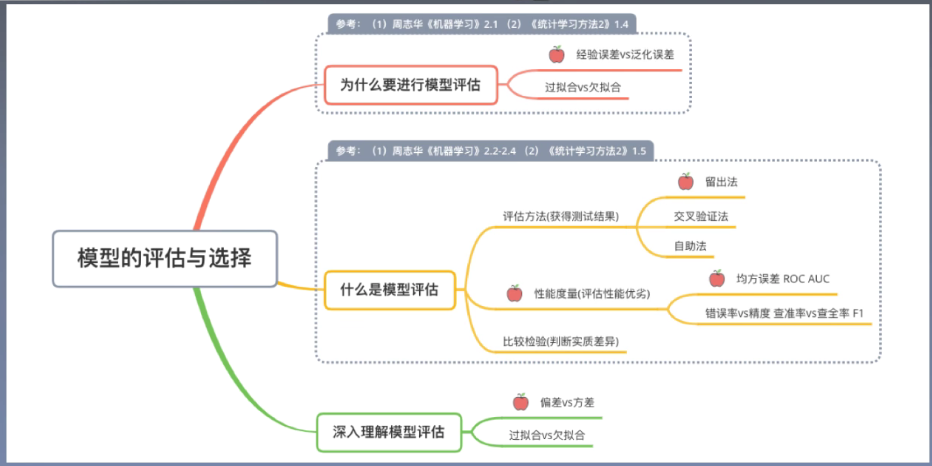 参考：（1）周志华《机器学习》2.1 （2）《统计学习方法2》1.4
经验误差vs泛化误差
为什么要进行模型评估
过拟合vs欠拟合
参考：（1）周志华《机器学习》2.2-2.4 （2）《统计学习方法2》1.5
留出法
评估方法(获得测试结果)
交叉验证法
自助法
模型的评估与选择
什么是模型评估
性能度量(评估性能优劣)
均方误差 ROC AUC
错误率vs精度 查准率vs查全率 F1
比较检验(判断实质差异)
偏差vs方差
深入理解模型评估
过拟合vs欠拟合